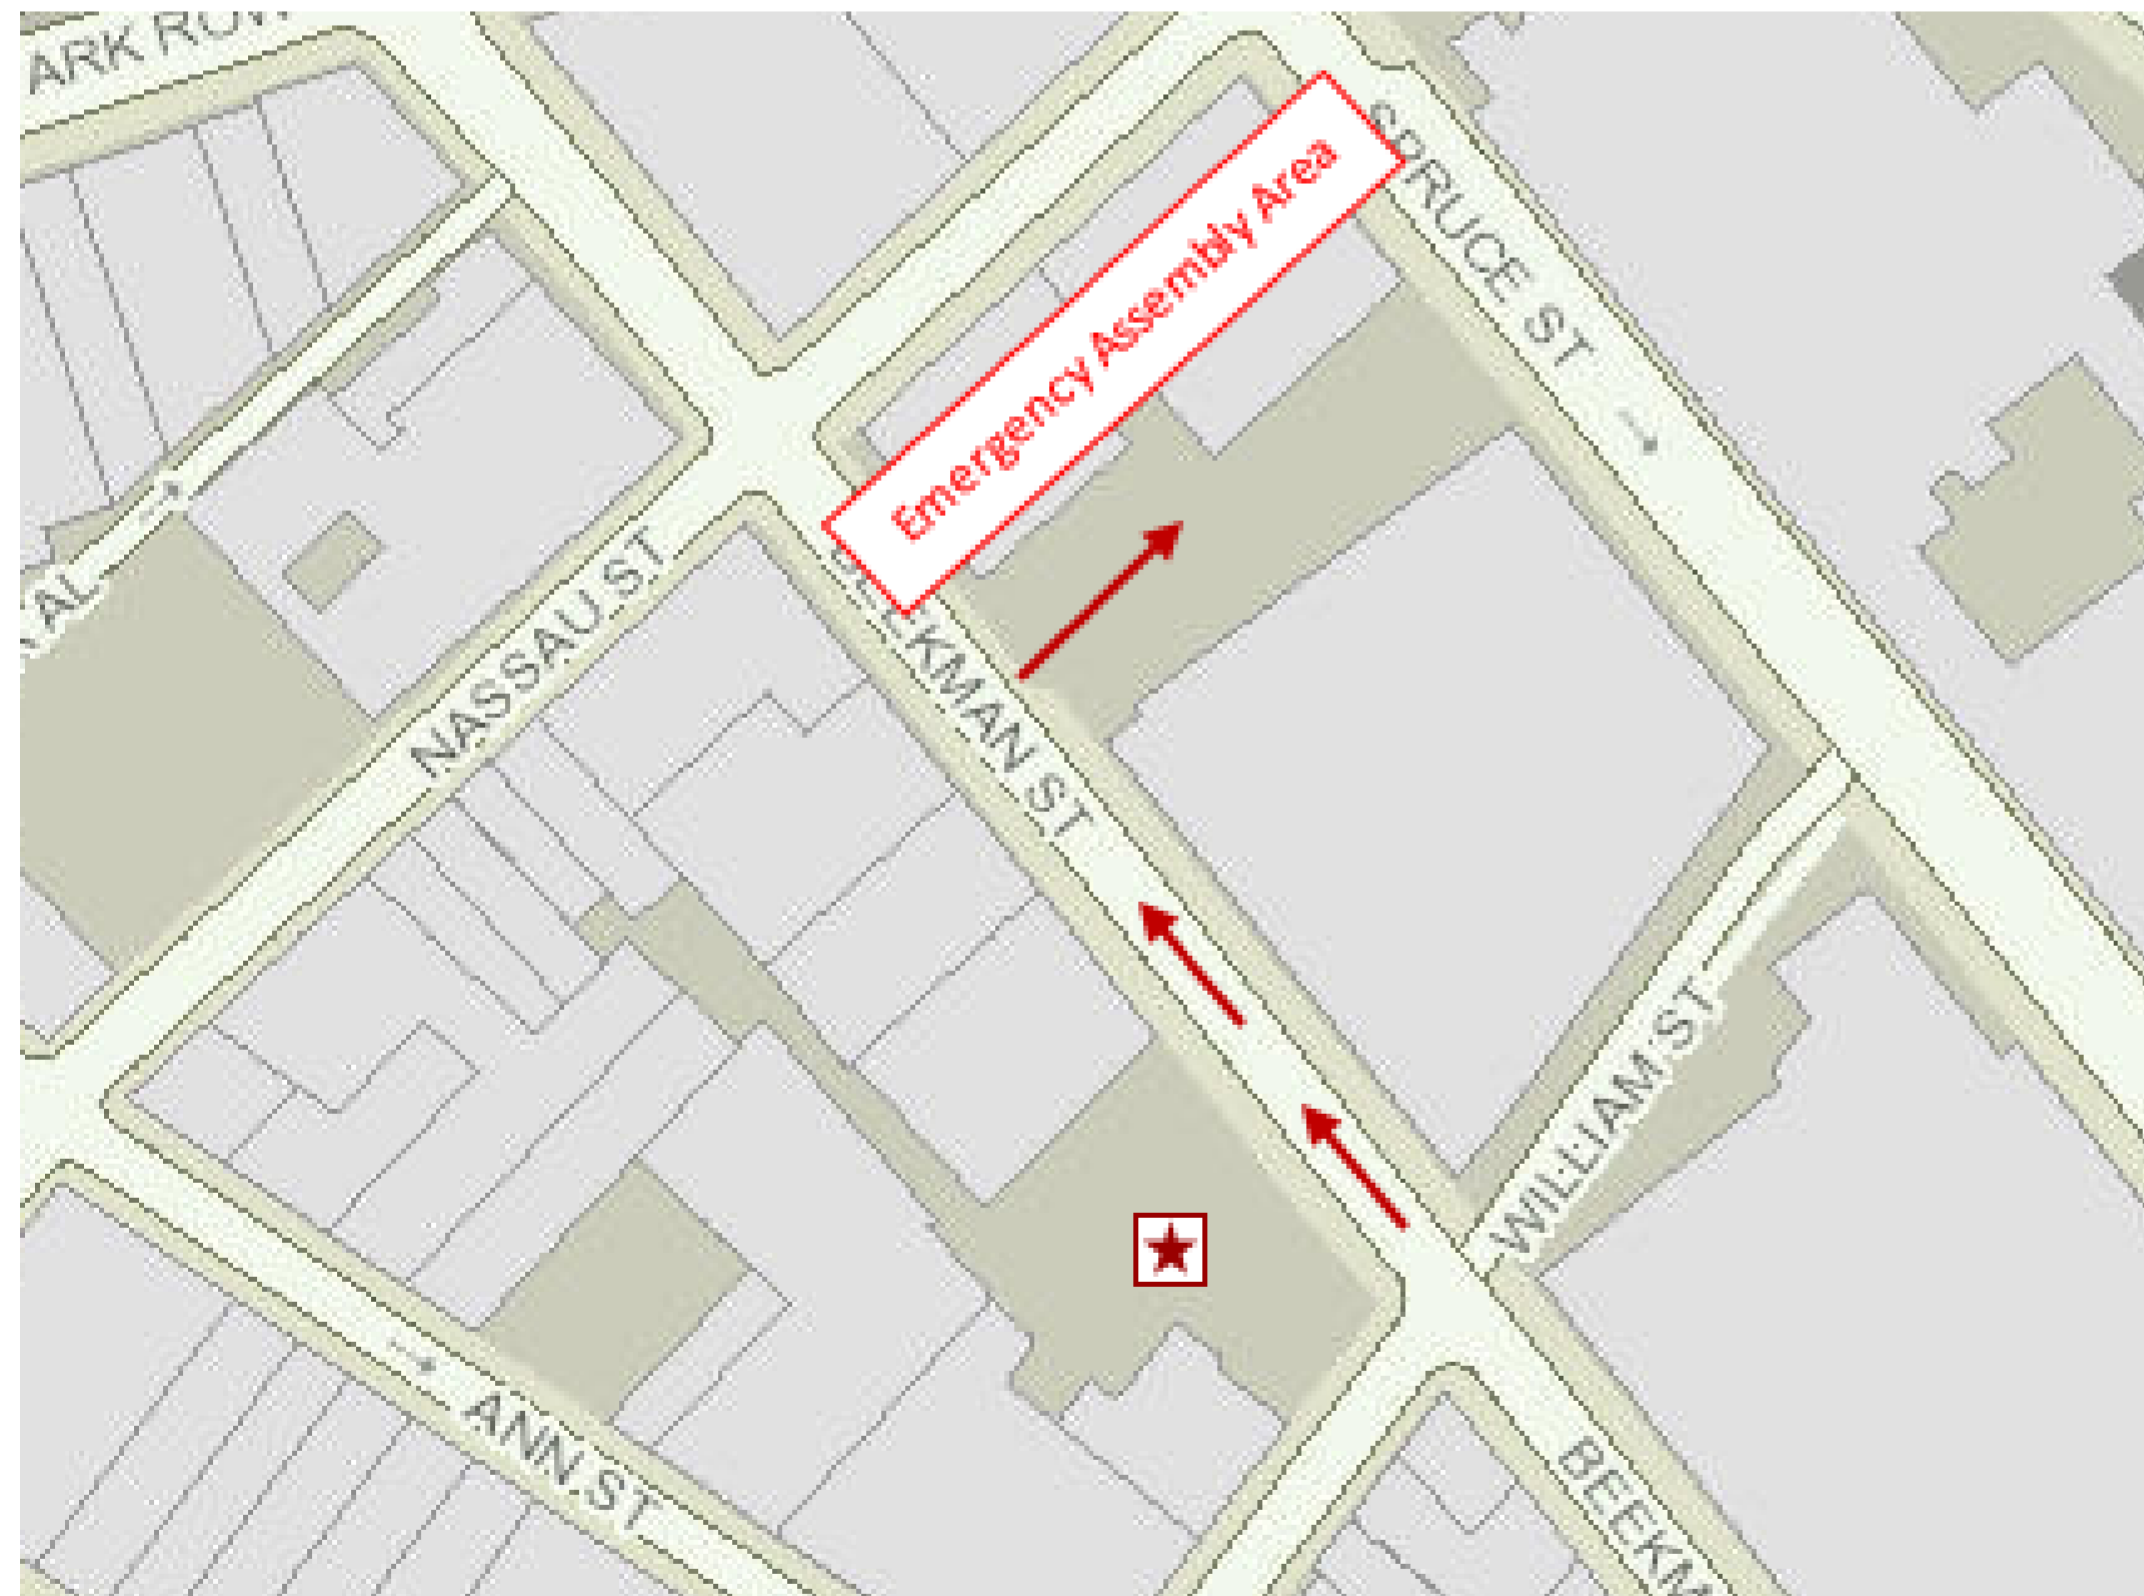 ARK ROW
SPRUCE ST
Emergency Assembly Area
NASSAU ST
BEEKMAN ST
WILLIAM ST
ANN ST
BEEKM